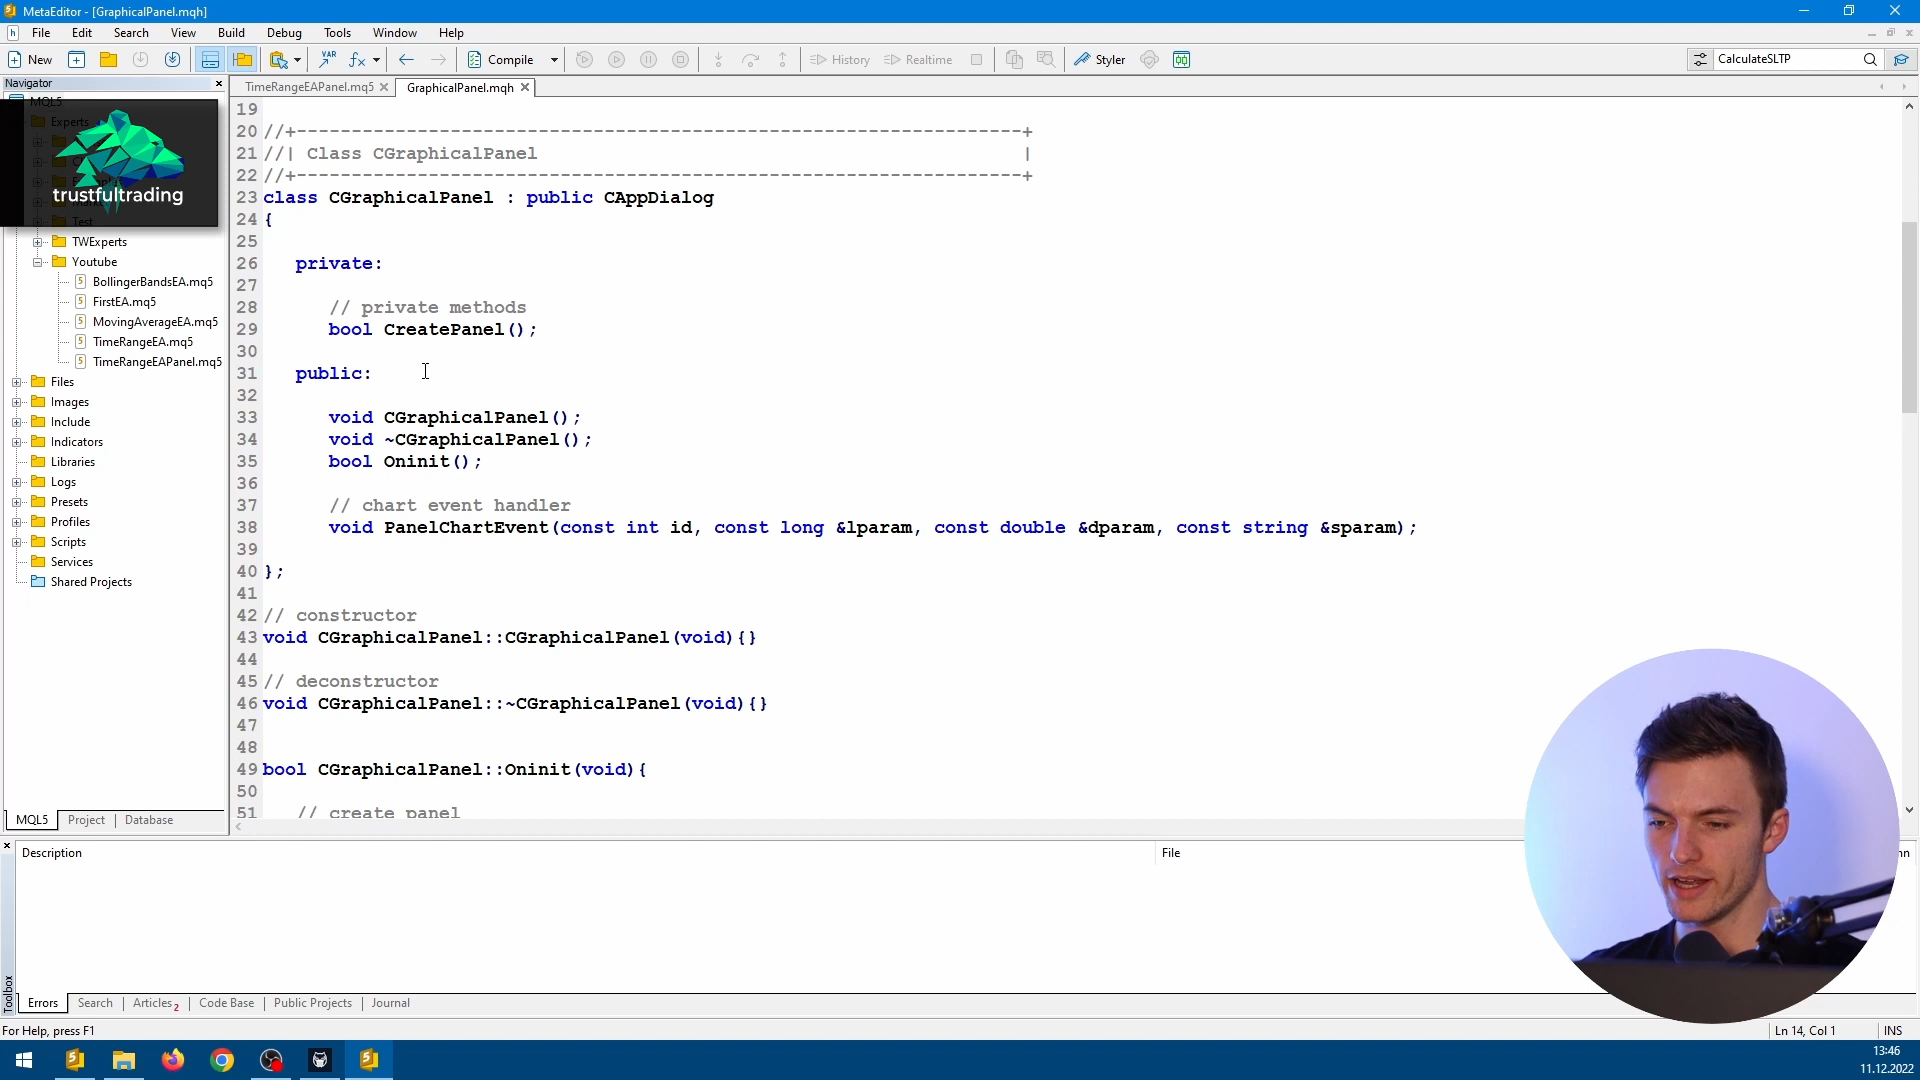 MetaEditor - [GraphicalPanel.mqh]
File Edit Search View Build Debug Tools Window Help
New VAR Compile History Realtime Styler CalculateSLTP
Navigator
TimeRangeEAPanel.mq5 GraphicalPanel.mqh
MQL5
Experts
trustfultrading
Test
TWExperts
Youtube
BollingerBandsEA.mq5
FirstEA.mq5
MovingAverageEA.mq5
TimeRangeEA.mq5
TimeRangeEAPanel.mq5
Files
Images
Include
Indicators
Libraries
Logs
Presets
Profiles
Scripts
Services
Shared Projects
MQL5 Project Database
19
20 //+------------------------------------------------------------------+
21 //| Class CGraphicalPanel |
22 //+------------------------------------------------------------------+
23 class CGraphicalPanel : public CAppDialog
24 {
25
26 private:
27
28 // private methods
29 bool CreatePanel();
30
31 public:
32
33 void CGraphicalPanel();
34 void ~CGraphicalPanel();
35 bool Oninit();
36
37 // chart event handler
38 void PanelChartEvent(const int id, const long &lparam, const double &dparam, const string &sparam);
39
40 };
41
42 // constructor
43 void CGraphicalPanel::CGraphicalPanel(void){}
44
45 // deconstructor
46 void CGraphicalPanel::~CGraphicalPanel(void){}
47
48
49 bool CGraphicalPanel::Oninit(void){
50
51 // create panel
Description File
Toolbox
Errors Search Articles 2 Code Base Public Projects Journal
For Help, press F1 Ln 14, Col 1 INS
13:46
11.12.2022